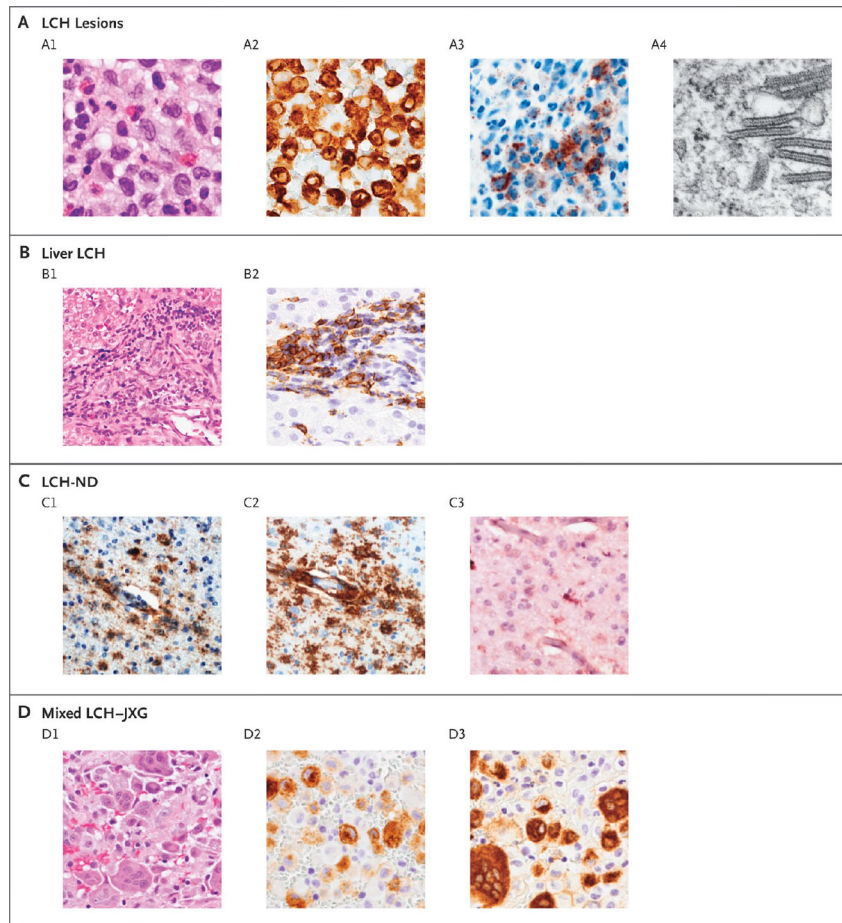 A LCH Lesions
A1 A2 A3 A4
B Liver LCH
B1 B2
C LCH-ND
C1 C2 C3
D Mixed LCH–JXG
D1 D2 D3